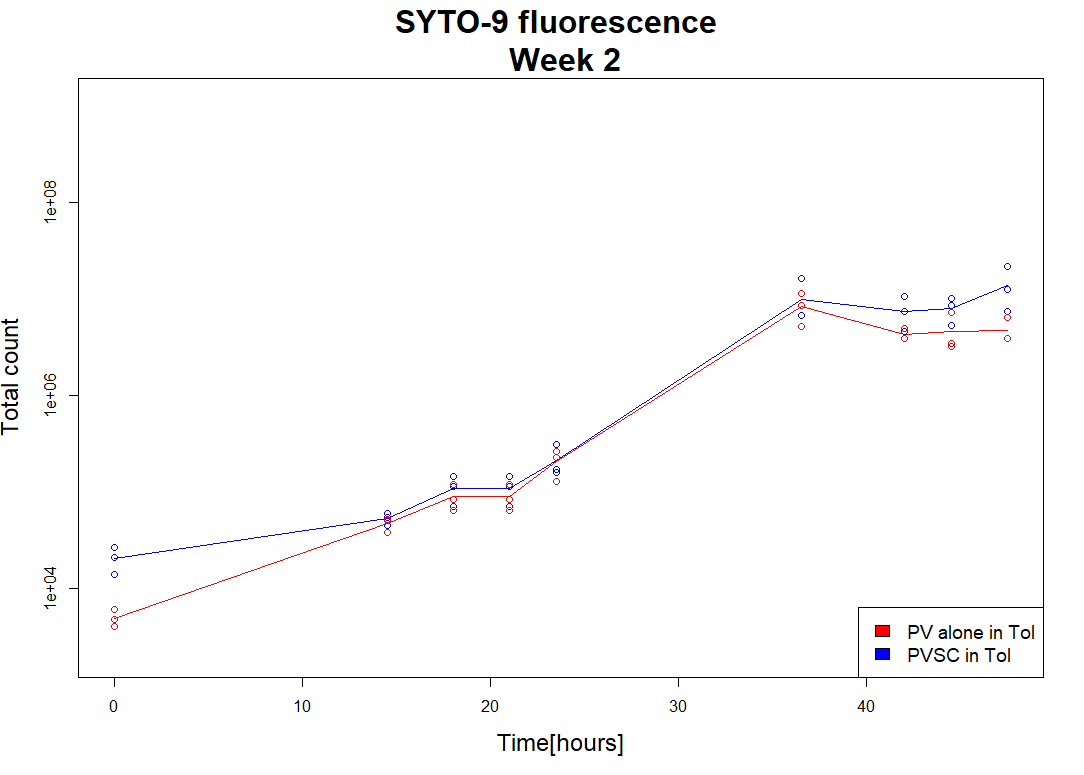 SYTO-9 fluorescence
Week 2
Total count
1e+08
1e+06
1e+04
0 10 20 30 40
Time[hours]
PV alone in Tol
PVSC in Tol